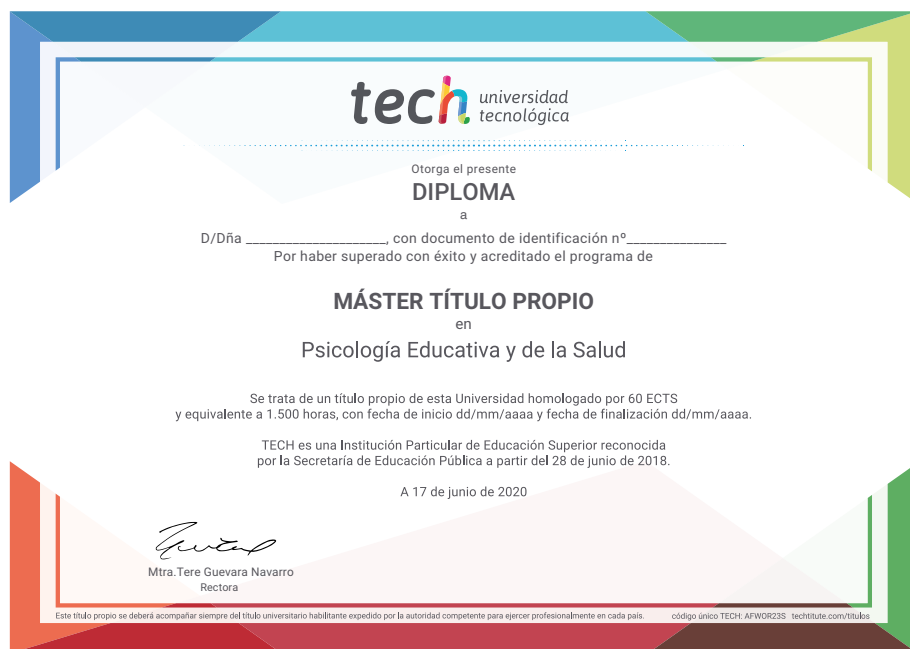 tech universidad
tecnológica
Otorga el presente
DIPLOMA
a
D/Dña _____________________, con documento de identificación nº_______________
Por haber superado con éxito y acreditado el programa de
MÁSTER TÍTULO PROPIO
en
Psicología Educativa y de la Salud
Se trata de un título propio de esta Universidad homologado por 60 ECTS
y equivalente a 1.500 horas, con fecha de inicio dd/mm/aaaa y fecha de finalización dd/mm/aaaa.
TECH es una Institución Particular de Educación Superior reconocida
por la Secretaría de Educación Pública a partir del 28 de junio de 2018.
A 17 de junio de 2020
Mtra.Tere Guevara Navarro
Rectora
Este título propio se deberá acompañar siempre del título universitario habilitante expedido por la autoridad competente para ejercer profesionalmente en cada país. código único TECH: AFWOR23S techtitute.com/titulos